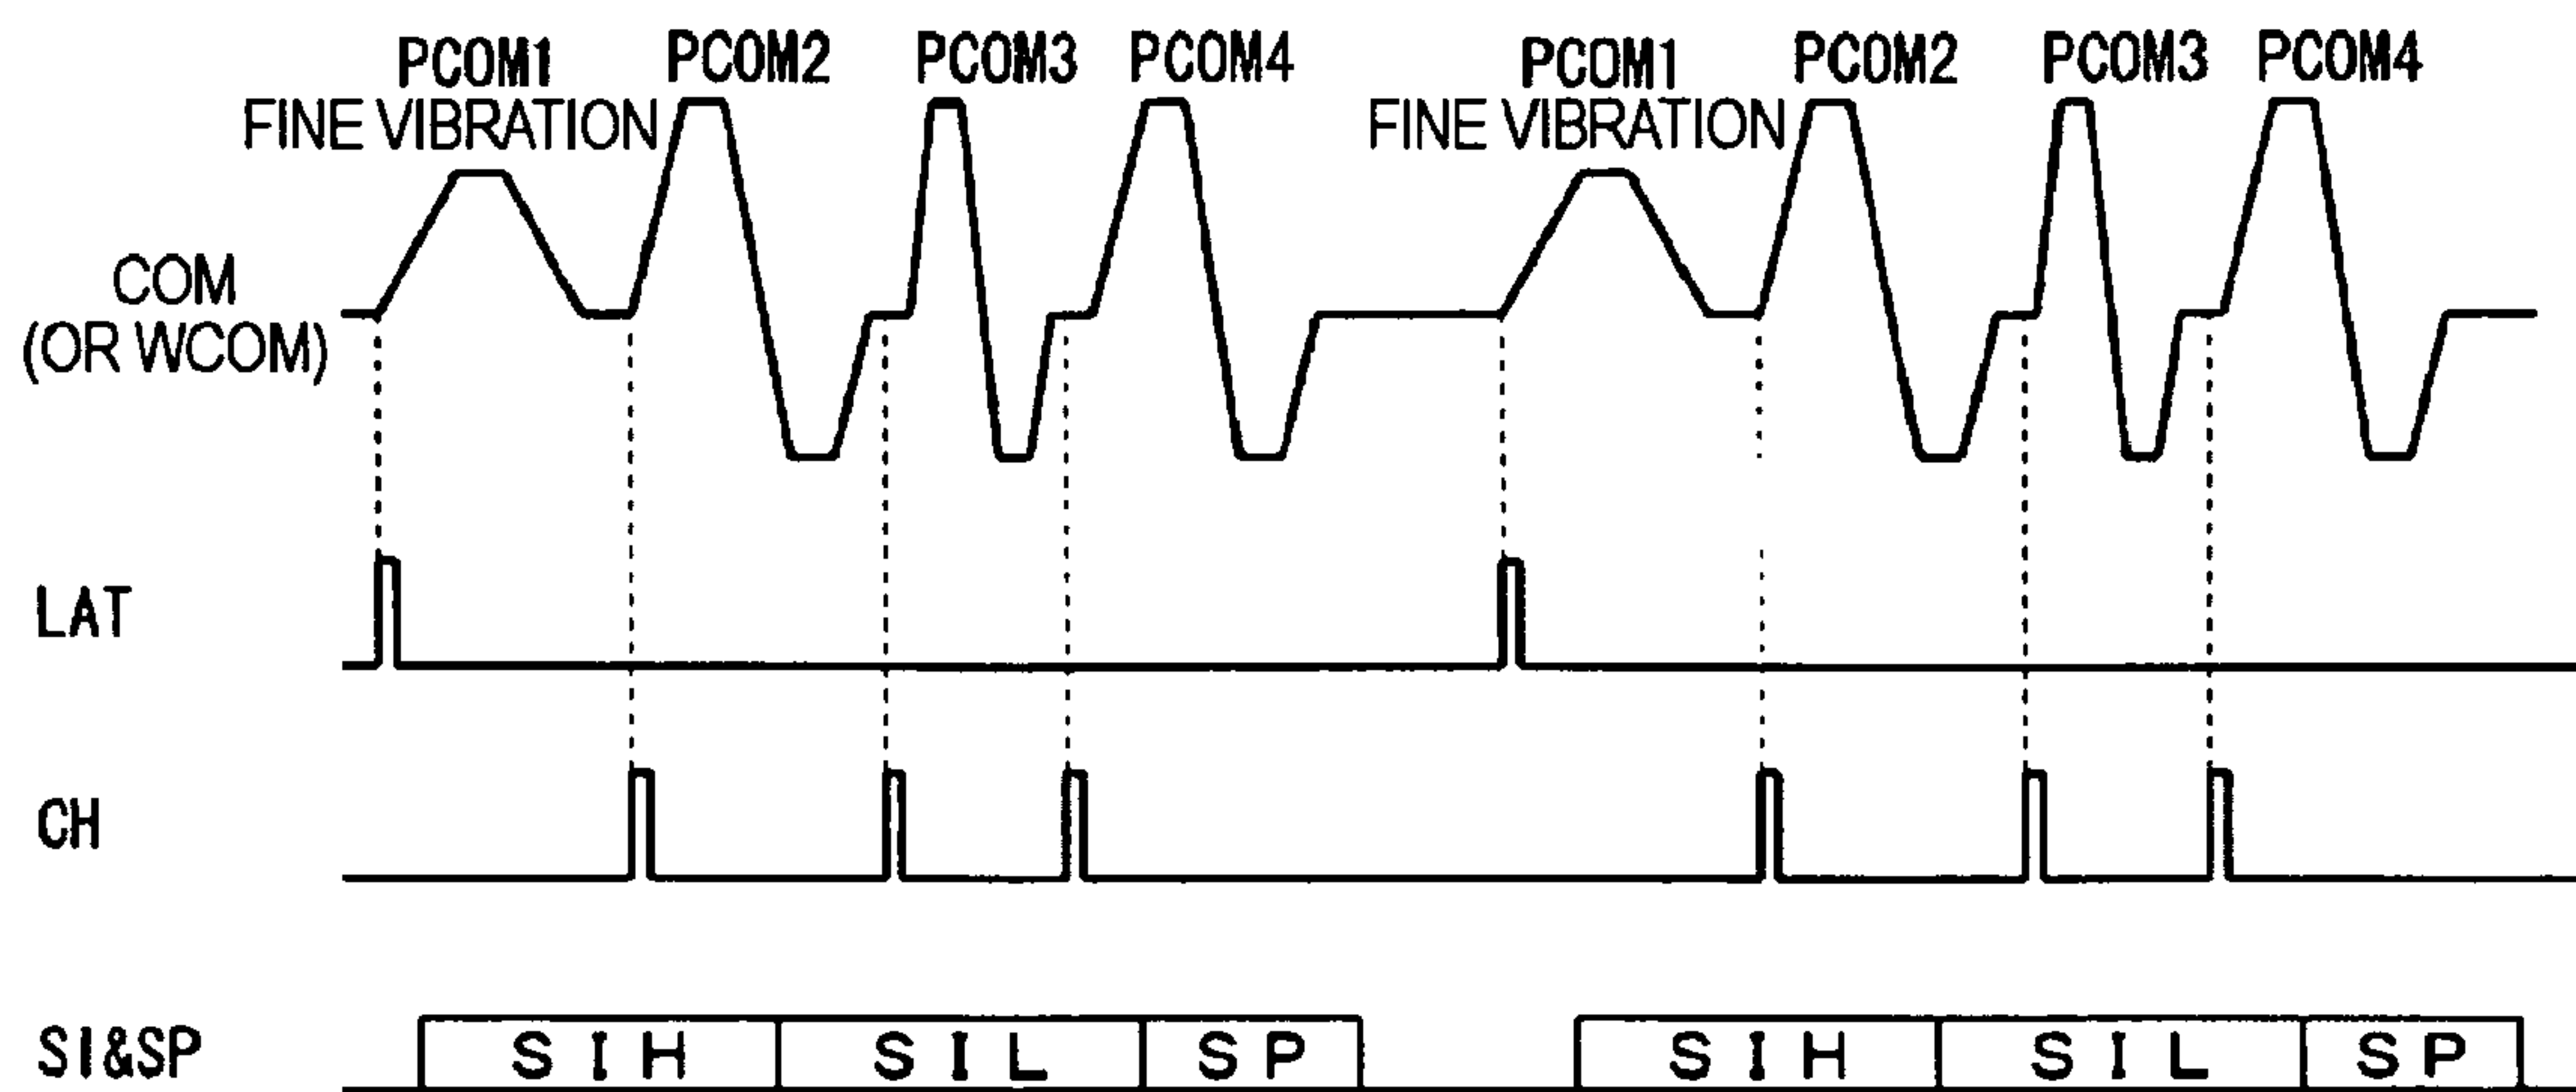 PCOM1 PCOM2 PCOM3 PCOM4 PCOM1 PCOM2 PCOM3 PCOM4
FINE VIBRATION FINE VIBRATION
COM
(OR WCOM)
LAT
CH
SI&SP SIH SIL SP SIH SIL SP